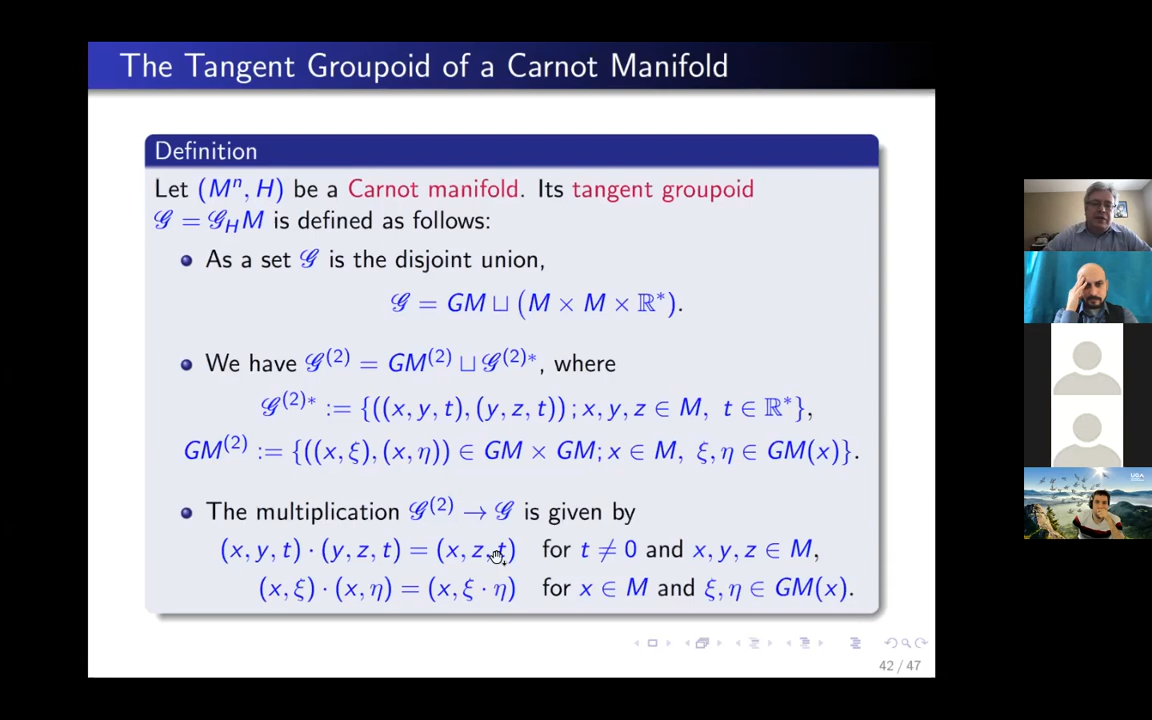 The Tangent Groupoid of a Carnot Manifold
Definition
Let (Mⁿ, H) be a Carnot manifold. Its tangent groupoid
𝒢 = 𝒢_H M is defined as follows:
As a set 𝒢 is the disjoint union,
𝒢 = GM ⊔ (M × M × ℝ*).
We have 𝒢⁽²⁾ = GM⁽²⁾ ⊔ 𝒢⁽²⁾*, where
𝒢⁽²⁾* := {((x, y, t), (y, z, t)); x, y, z ∈ M, t ∈ ℝ*},
GM⁽²⁾ := {((x, ξ), (x, η)) ∈ GM × GM; x ∈ M, ξ, η ∈ GM(x)}.
The multiplication 𝒢⁽²⁾ → 𝒢 is given by
(x, y, t) · (y, z, t) = (x, z, t) for t ≠ 0 and x, y, z ∈ M,
(x, ξ) · (x, η) = (x, ξ · η) for x ∈ M and ξ, η ∈ GM(x).
42 / 47
UGA